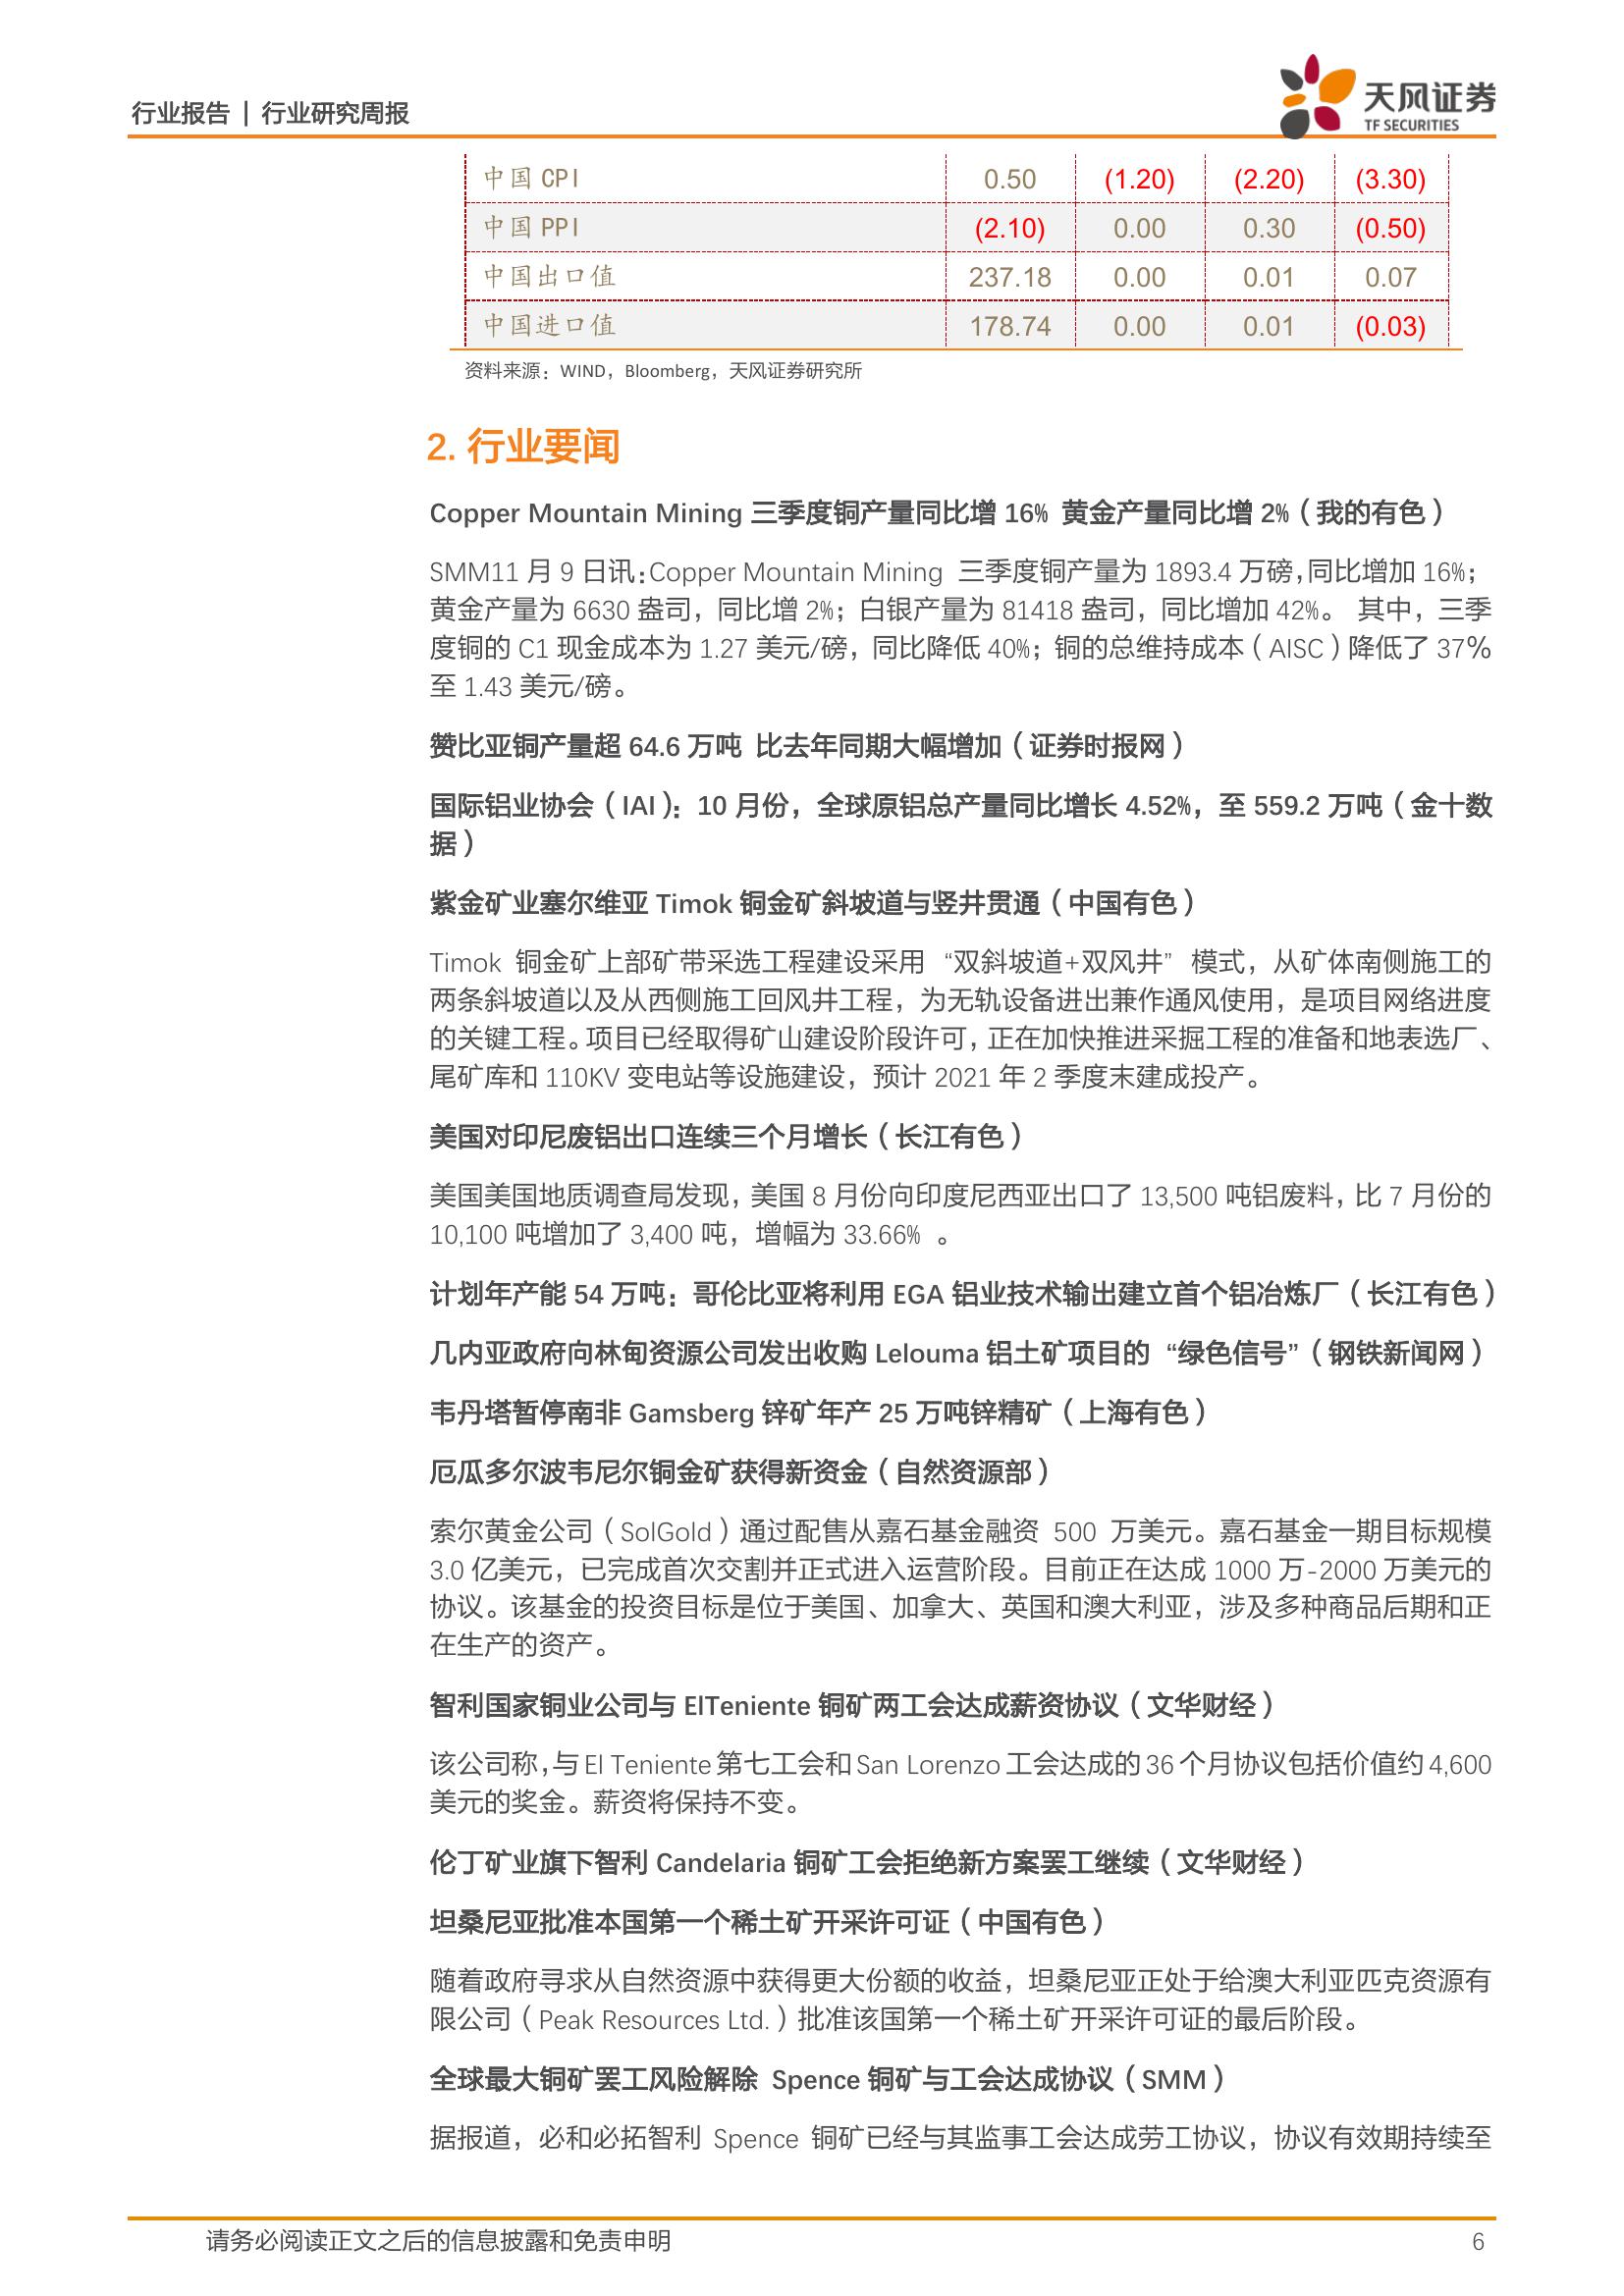 行业报告 | 行业研究周报
天风证券
TF SECURITIES
中国 CPI 0.50 (1.20) (2.20) (3.30)
中国 PPI (2.10) 0.00 0.30 (0.50)
中国出口值 237.18 0.00 0.01 0.07
中国进口值 178.74 0.00 0.01 (0.03)
资料来源：WIND，Bloomberg，天风证券研究所
2. 行业要闻
Copper Mountain Mining 三季度铜产量同比增 16% 黄金产量同比增 2%（我的有色）
SMM11 月 9 日讯：Copper Mountain Mining 三季度铜产量为 1893.4 万磅，同比增加 16%；
黄金产量为 6630 盎司，同比增 2%；白银产量为 81418 盎司，同比增加 42%。 其中，三季
度铜的 C1 现金成本为 1.27 美元/磅，同比降低 40%；铜的总维持成本（AISC）降低了 37%
至 1.43 美元/磅。
赞比亚铜产量超 64.6 万吨 比去年同期大幅增加（证券时报网）
国际铝业协会（IAI）：10 月份，全球原铝总产量同比增长 4.52%，至 559.2 万吨（金十数
据）
紫金矿业塞尔维亚 Timok 铜金矿斜坡道与竖井贯通（中国有色）
Timok 铜金矿上部矿带采选工程建设采用 “双斜坡道+双风井” 模式，从矿体南侧施工的
两条斜坡道以及从西侧施工回风井工程，为无轨设备进出兼作通风使用，是项目网络进度
的关键工程。项目已经取得矿山建设阶段许可，正在加快推进采掘工程的准备和地表选厂、
尾矿库和 110KV 变电站等设施建设，预计 2021 年 2 季度末建成投产。
美国对印尼废铝出口连续三个月增长（长江有色）
美国美国地质调查局发现，美国 8 月份向印度尼西亚出口了 13,500 吨铝废料，比 7 月份的
10,100 吨增加了 3,400 吨，增幅为 33.66% 。
计划年产能 54 万吨：哥伦比亚将利用 EGA 铝业技术输出建立首个铝冶炼厂（长江有色）
几内亚政府向林甸资源公司发出收购 Lelouma 铝土矿项目的 “绿色信号”（钢铁新闻网）
韦丹塔暂停南非 Gamsberg 锌矿年产 25 万吨锌精矿（上海有色）
厄瓜多尔波韦尼尔铜金矿获得新资金（自然资源部）
索尔黄金公司（SolGold）通过配售从嘉石基金融资 500 万美元。嘉石基金一期目标规模
3.0 亿美元，已完成首次交割并正式进入运营阶段。目前正在达成 1000 万-2000 万美元的
协议。该基金的投资目标是位于美国、加拿大、英国和澳大利亚，涉及多种商品后期和正
在生产的资产。
智利国家铜业公司与 ElTeniente 铜矿两工会达成薪资协议（文华财经）
该公司称，与 El Teniente 第七工会和 San Lorenzo 工会达成的 36 个月协议包括价值约 4,600
美元的奖金。薪资将保持不变。
伦丁矿业旗下智利 Candelaria 铜矿工会拒绝新方案罢工继续（文华财经）
坦桑尼亚批准本国第一个稀土矿开采许可证（中国有色）
随着政府寻求从自然资源中获得更大份额的收益，坦桑尼亚正处于给澳大利亚匹克资源有
限公司（Peak Resources Ltd.）批准该国第一个稀土矿开采许可证的最后阶段。
全球最大铜矿罢工风险解除 Spence 铜矿与工会达成协议（SMM）
据报道，必和必拓智利 Spence 铜矿已经与其监事工会达成劳工协议，协议有效期持续至
请务必阅读正文之后的信息披露和免责申明 6